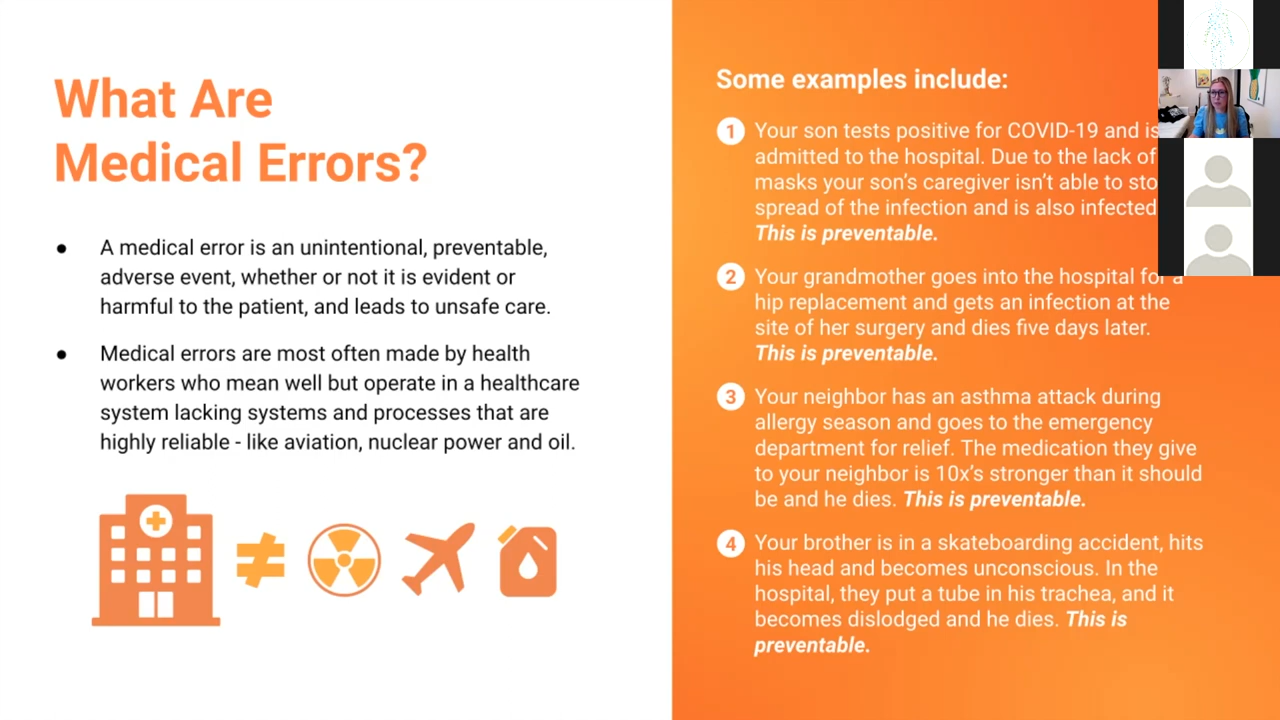 What Are
Medical Errors?
● A medical error is an unintentional, preventable,
adverse event, whether or not it is evident or
harmful to the patient, and leads to unsafe care.
● Medical errors are most often made by health
workers who mean well but operate in a healthcare
system lacking systems and processes that are
highly reliable - like aviation, nuclear power and oil.
Some examples include:
1 Your son tests positive for COVID-19 and is
admitted to the hospital. Due to the lack of
masks your son's caregiver isn't able to
spread of the infection and is also infected
This is preventable.
2 Your grandmother goes into the hospital for a
hip replacement and gets an infection at the
site of her surgery and dies five days later.
This is preventable.
3 Your neighbor has an asthma attack during
allergy season and goes to the emergency
department for relief. The medication they give
to your neighbor is 10x's stronger than it should
be and he dies. This is preventable.
4 Your brother is in a skateboarding accident, hits
his head and becomes unconscious. In the
hospital, they put a tube in his trachea, and it
becomes dislodged and he dies. This is
preventable.